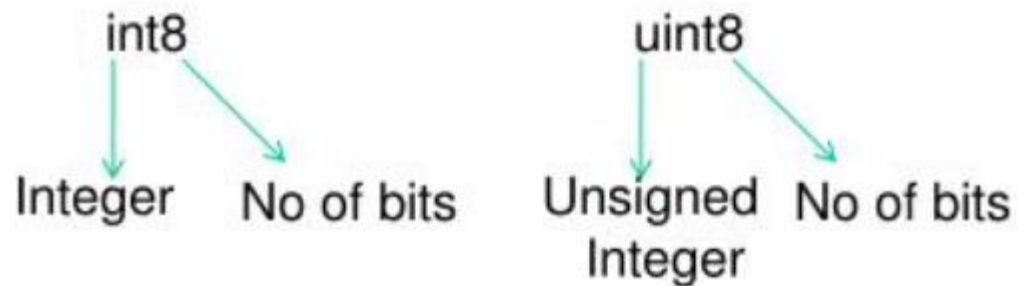 int8
Integer
No of bits
uint8
Unsigned
Integer
No of bits